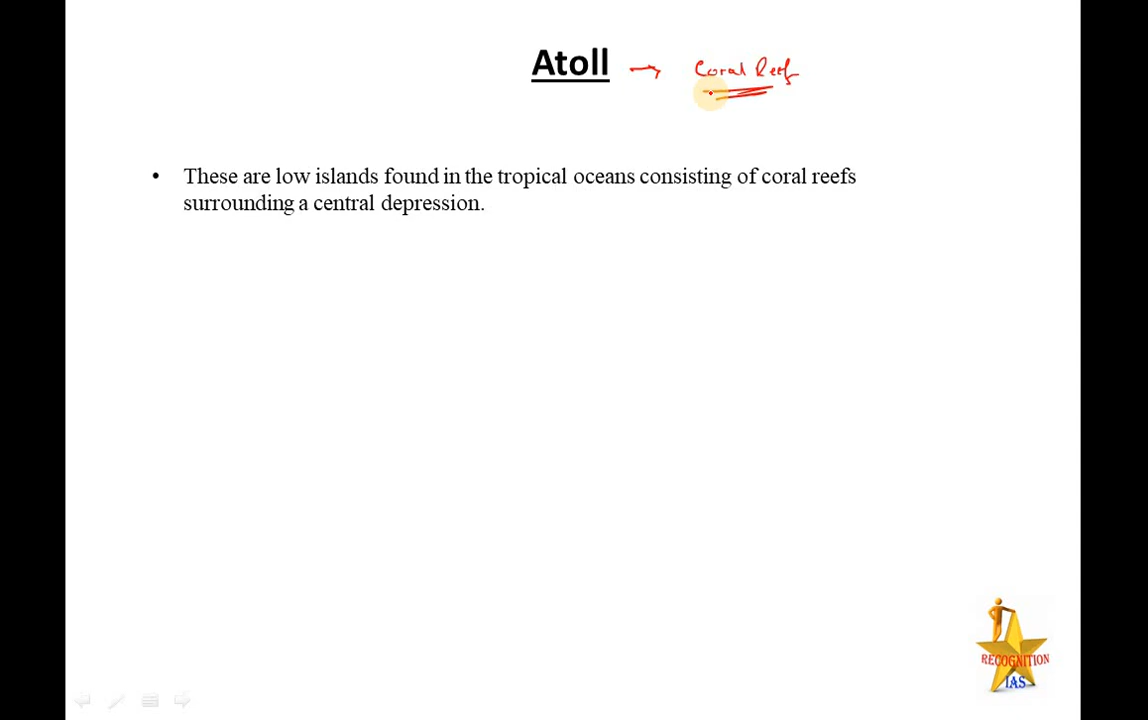 Atoll → Coral Reef
• These are low islands found in the tropical oceans consisting of coral reefs
surrounding a central depression.
RECOGNITION
IAS